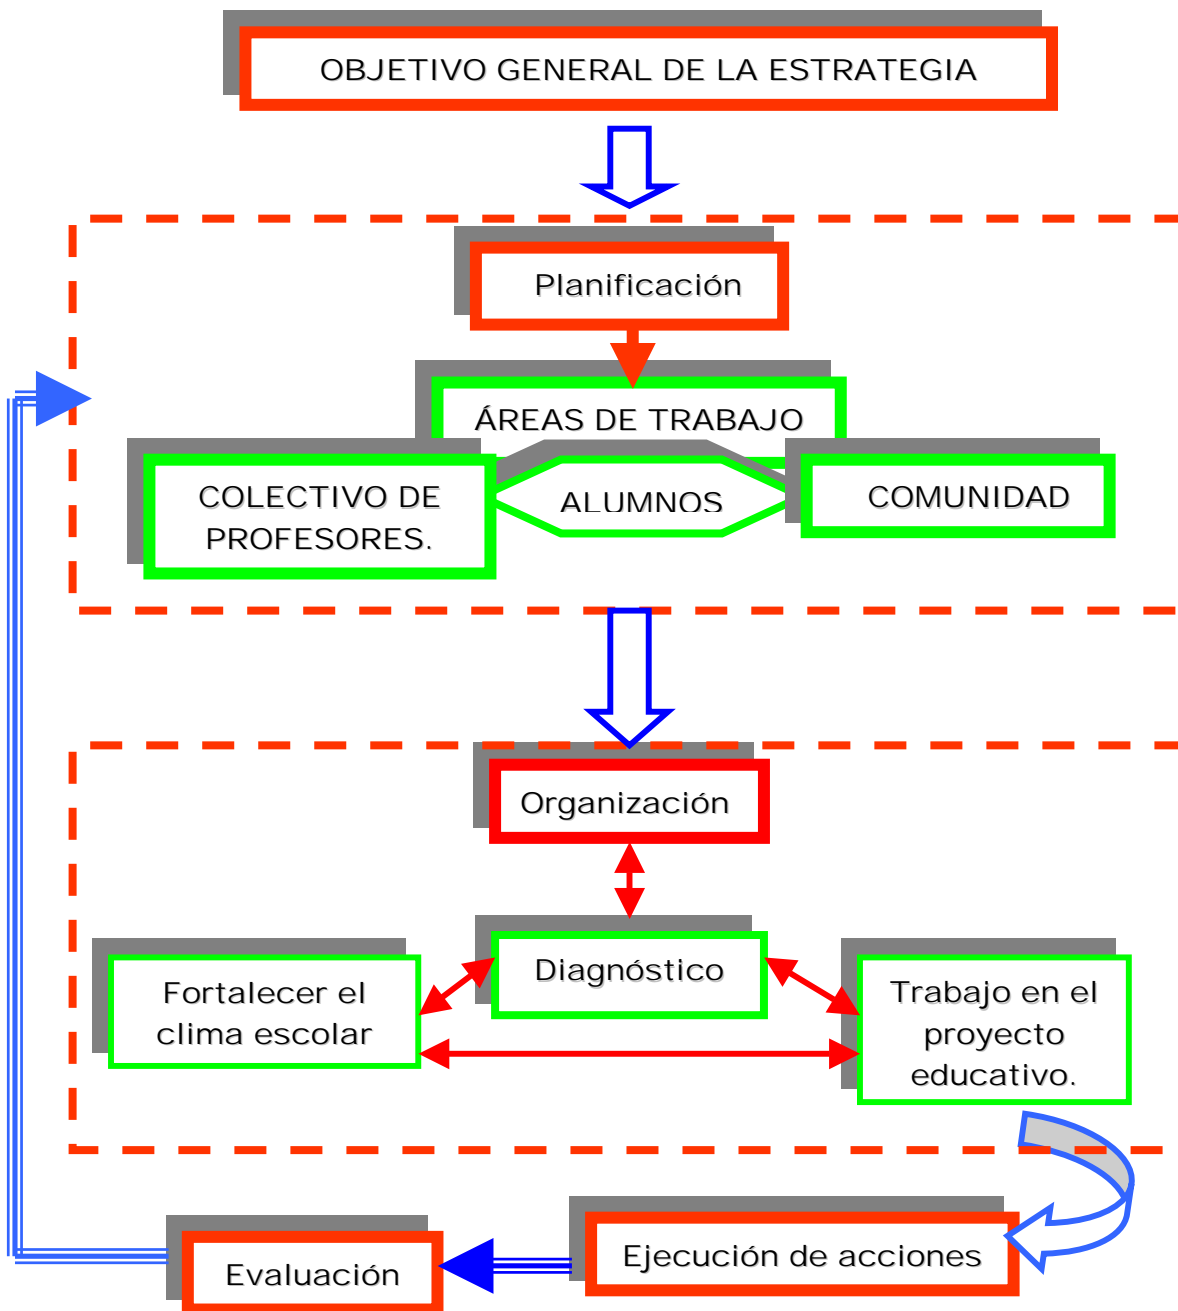 OBJETIVO GENERAL DE LA ESTRATEGIA
Planificación
ÁREAS DE TRABAJO
COLECTIVO DE
PROFESORES.
ALUMNOS
COMUNIDAD
Organización
Diagnóstico
Fortalecer el
clima escolar
Trabajo en el
proyecto
educativo.
Ejecución de acciones
Evaluación